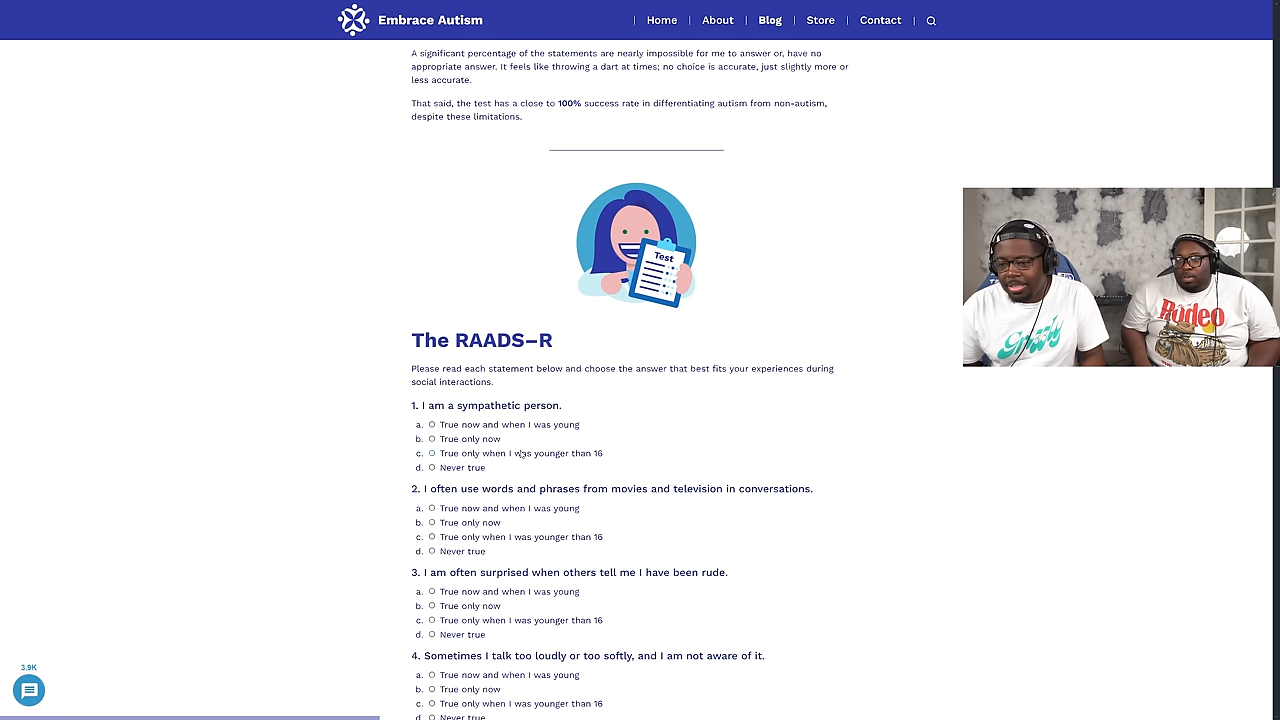 Embrace Autism
Home
About
Blog
Store
Contact
A significant percentage of the statements are nearly impossible for me to answer or, have no
appropriate answer. It feels like throwing a dart at times; no choice is accurate, just slightly more or
less accurate.
That said, the test has a close to 100% success rate in differentiating autism from non-autism,
despite these limitations.
Test
Grizzly
Rodeo
The RAADS–R
Please read each statement below and choose the answer that best fits your experiences during
social interactions.
1. I am a sympathetic person.
a. True now and when I was young
b. True only now
c. True only when I was younger than 16
d. Never true
2. I often use words and phrases from movies and television in conversations.
a. True now and when I was young
b. True only now
c. True only when I was younger than 16
d. Never true
3. I am often surprised when others tell me I have been rude.
a. True now and when I was young
b. True only now
c. True only when I was younger than 16
d. Never true
4. Sometimes I talk too loudly or too softly, and I am not aware of it.
a. True now and when I was young
b. True only now
c. True only when I was younger than 16
d. Never true
3.9K